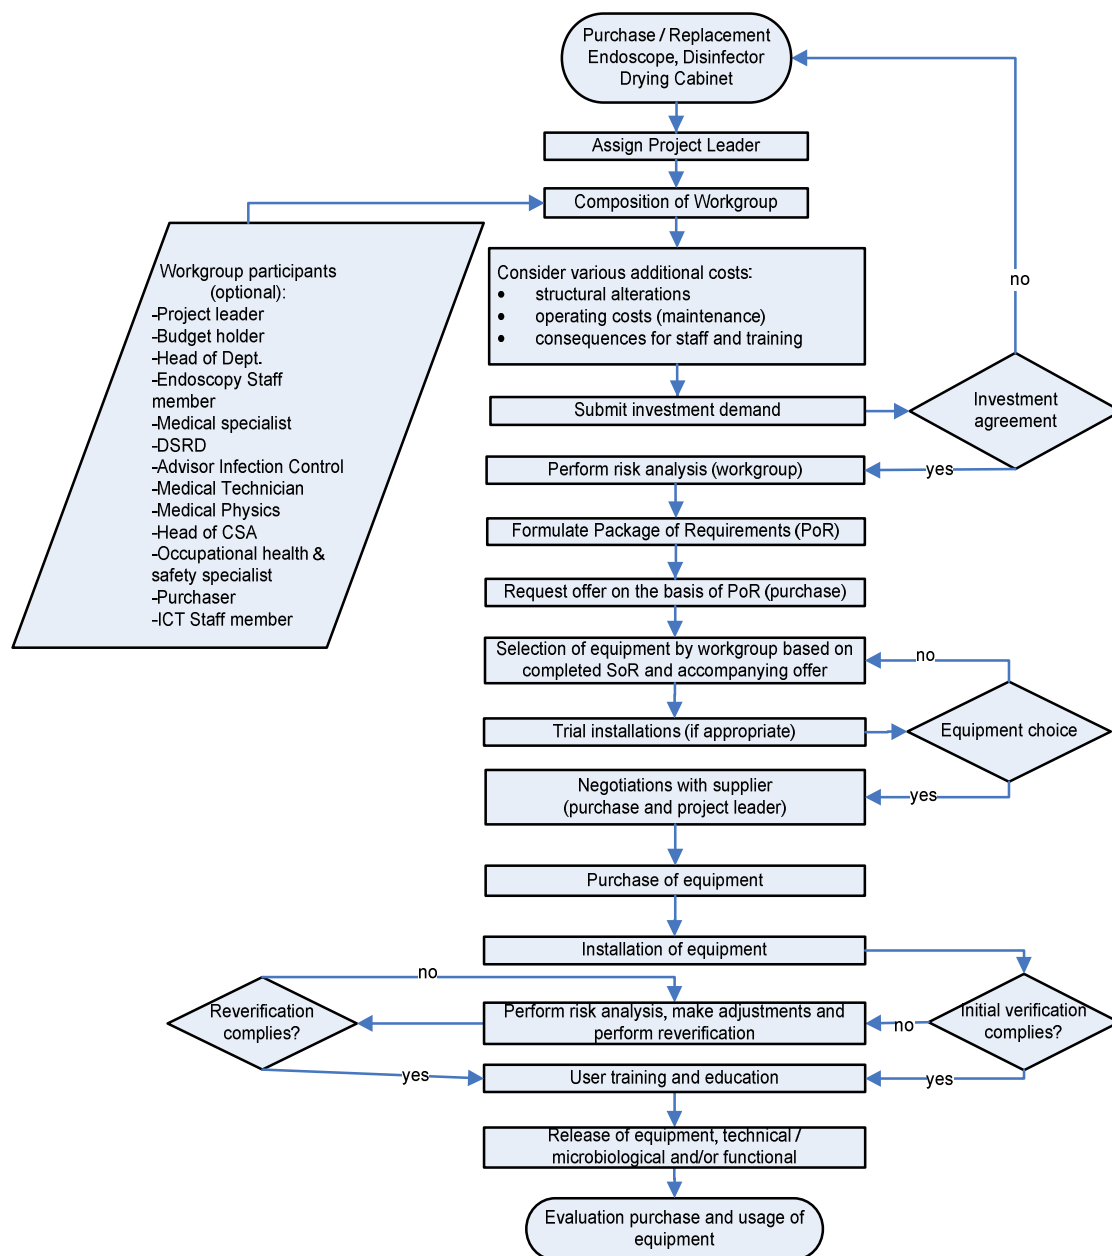 Purchase / Replacement
Endoscope, Disinfector
Drying Cabinet
Assign Project Leader
Composition of Workgroup
Workgroup participants
(optional):
-Project leader
-Budget holder
-Head of Dept.
-Endoscopy Staff
member
-Medical specialist
-DSRD
-Advisor Infection Control
-Medical Technician
-Medical Physics
-Head of CSA
-Occupational health &
safety specialist
-Purchaser
-ICT Staff member
Consider various additional costs:
• structural alterations
• operating costs (maintenance)
• consequences for staff and training
no
Submit investment demand
Investment
agreement
yes
Perform risk analysis (workgroup)
Formulate Package of Requirements (PoR)
Request offer on the basis of PoR (purchase)
Selection of equipment by workgroup based on
completed SoR and accompanying offer
no
Trial installations (if appropriate)
Equipment choice
Negotiations with supplier
(purchase and project leader)
yes
Purchase of equipment
Installation of equipment
no
Reverification
complies?
Perform risk analysis, make adjustments and
perform reverification
no
Initial verification
complies?
yes
User training and education
yes
Release of equipment, technical /
microbiological and/or functional
Evaluation purchase and usage of
equipment